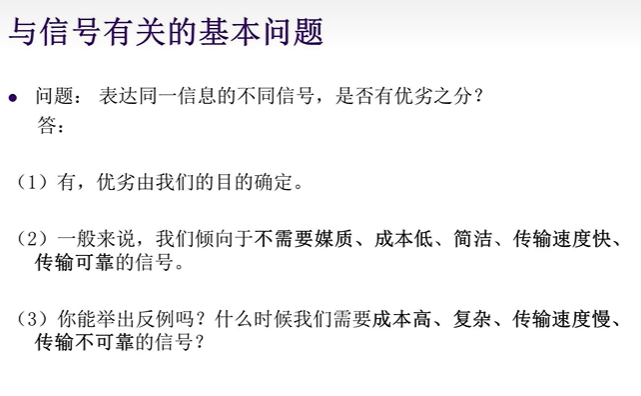 与信号有关的基本问题
● 问题： 表达同一信息的不同信号，是否有优劣之分？
答：
（1）有，优劣由我们的目的确定。
（2）一般来说，我们倾向于不需要媒质、成本低、简洁、传输速度快、
传输可靠的信号。
（3）你能举出反例吗？什么时候我们需要成本高、复杂、传输速度慢、
传输不可靠的信号？